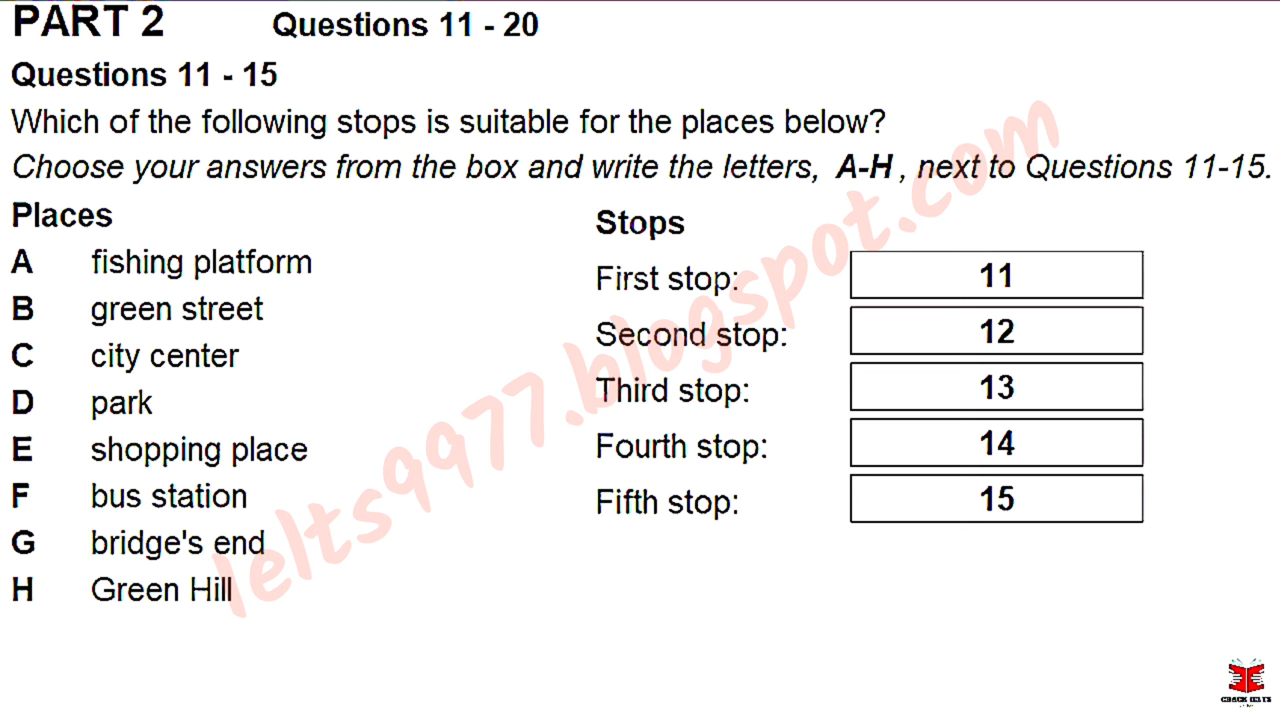 PART 2 Questions 11 - 20
Questions 11 - 15
Which of the following stops is suitable for the places below?
Choose your answers from the box and write the letters, A-H , next to Questions 11-15.
Places
A fishing platform
B green street
C city center
D park
E shopping place
F bus station
G bridge's end
H Green Hill
Stops
First stop: 11
Second stop: 12
Third stop: 13
Fourth stop: 14
Fifth stop: 15
Ielts9977.blogspot.com
CRACK IELTS